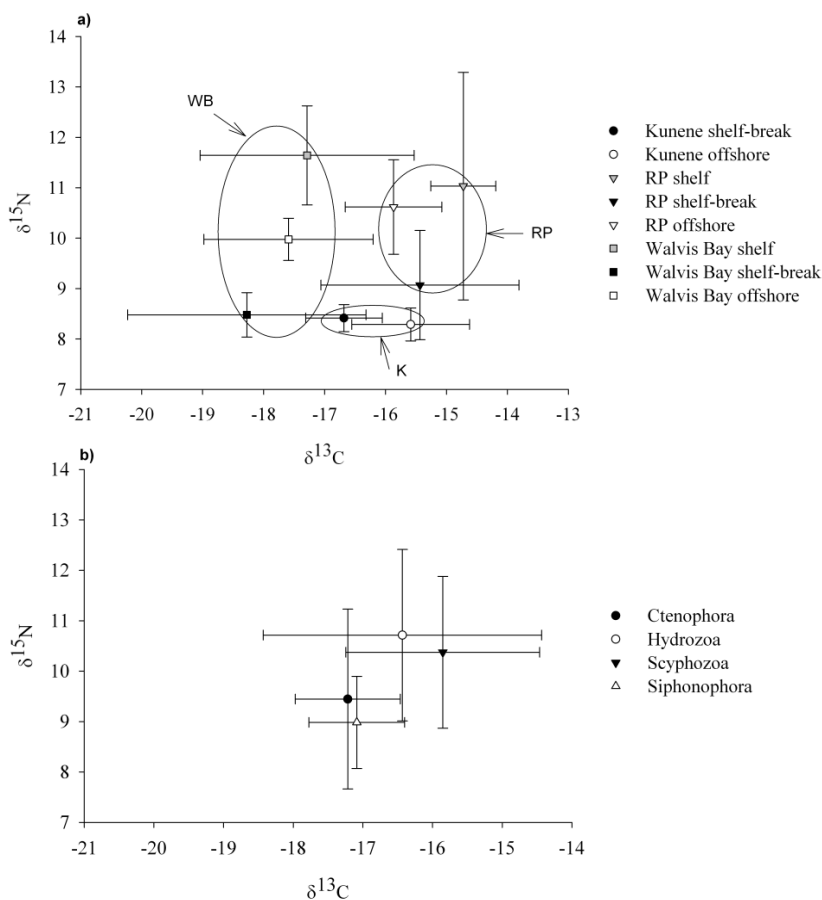 a)
14
13
12
11
10
9
8
7
δ15N
WB
RP
K
-21 -20 -19 -18 -17 -16 -15 -14 -13
δ13C
Kunene shelf-break
Kunene offshore
RP shelf
RP shelf-break
RP offshore
Walvis Bay shelf
Walvis Bay shelf-break
Walvis Bay offshore
b)
14
13
12
11
10
9
8
7
δ15N
-21 -20 -19 -18 -17 -16 -15 -14
δ13C
Ctenophora
Hydrozoa
Scyphozoa
Siphonophora